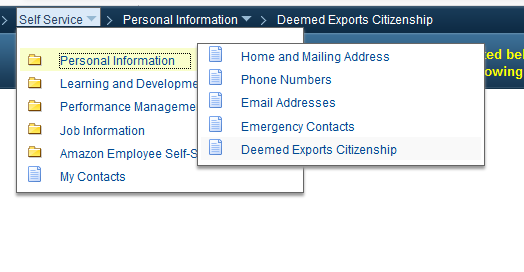 Self Service Personal Information Deemed Exports Citizenship
Personal Information
Learning and Developme
Performance Manageme
Job Information
Amazon Employee Self-S
My Contacts
Home and Mailing Address
Phone Numbers
Email Addresses
Emergency Contacts
Deemed Exports Citizenship
ted bel
owing